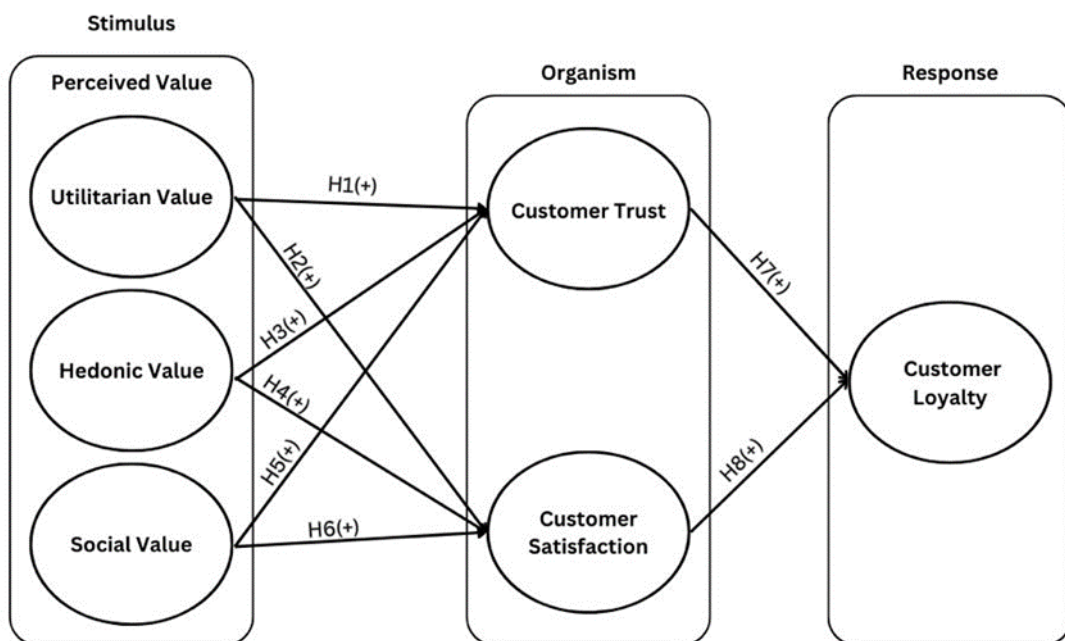 Stimulus
Perceived Value
Utilitarian Value
Hedonic Value
Social Value
H1(+)
H2(+)
H3(+)
H4(+)
H5(+)
H6(+)
Organism
Customer Trust
Customer
Satisfaction
H7(+)
H8(+)
Response
Customer
Loyalty